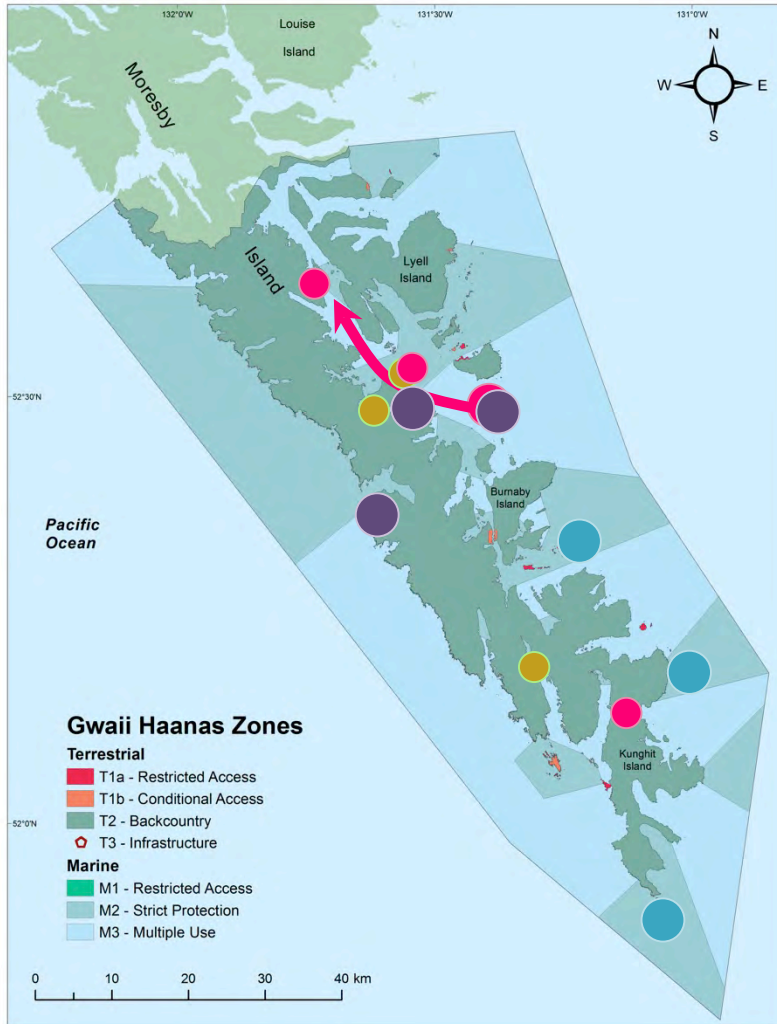 132°0'W
131°30'W
131°0'W
Louise
Island
Moresby
N
W
E
S
Island
Lyell
Island
52°30'N
Burnaby
Island
Pacific
Ocean
Gwaii Haanas Zones
Terrestrial
T1a - Restricted Access
T1b - Conditional Access
T2 - Backcountry
T3 - Infrastructure
Marine
M1 - Restricted Access
M2 - Strict Protection
M3 - Multiple Use
Kunghit
Island
52°0'N
0 10 20 30 40 km